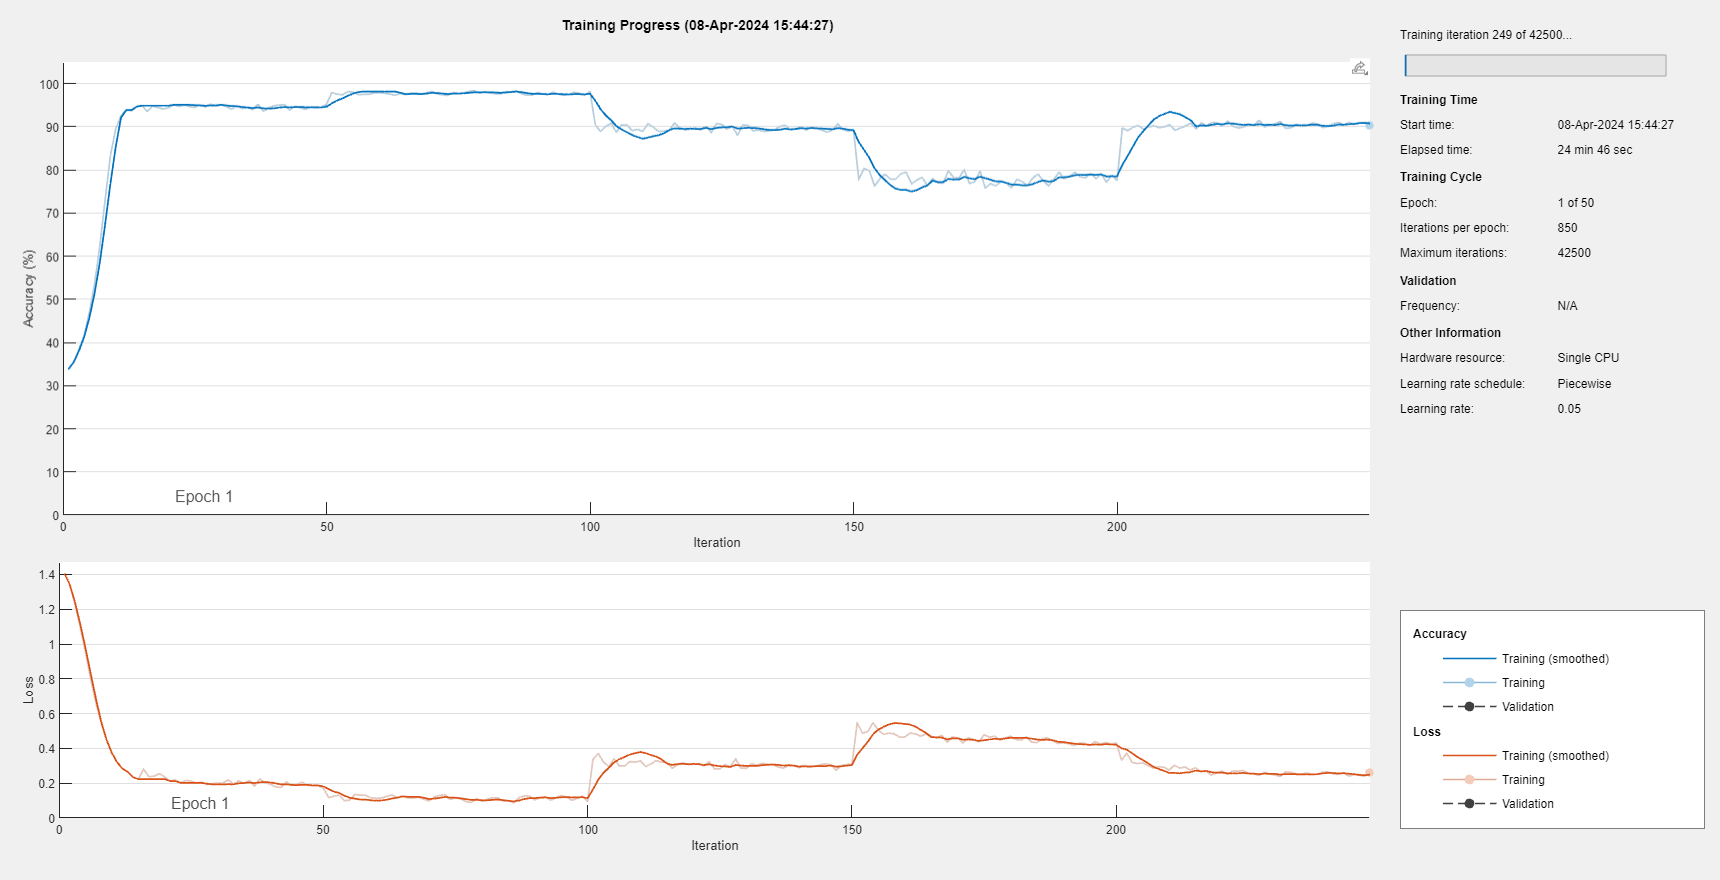 Training Progress (08-Apr-2024 15:44:27)
100
90
80
70
60
50
40
30
20
10
0
Accuracy (%)
Epoch 1
0 50 100 150 200
Iteration
1.4
1.2
1
0.8
0.6
0.4
0.2
0
Loss
Epoch 1
0 50 100 150 200
Iteration
Training iteration 249 of 42500...
Training Time
Start time: 08-Apr-2024 15:44:27
Elapsed time: 24 min 46 sec
Training Cycle
Epoch: 1 of 50
Iterations per epoch: 850
Maximum iterations: 42500
Validation
Frequency: N/A
Other Information
Hardware resource: Single CPU
Learning rate schedule: Piecewise
Learning rate: 0.05
Accuracy
Training (smoothed)
Training
Validation
Loss
Training (smoothed)
Training
Validation